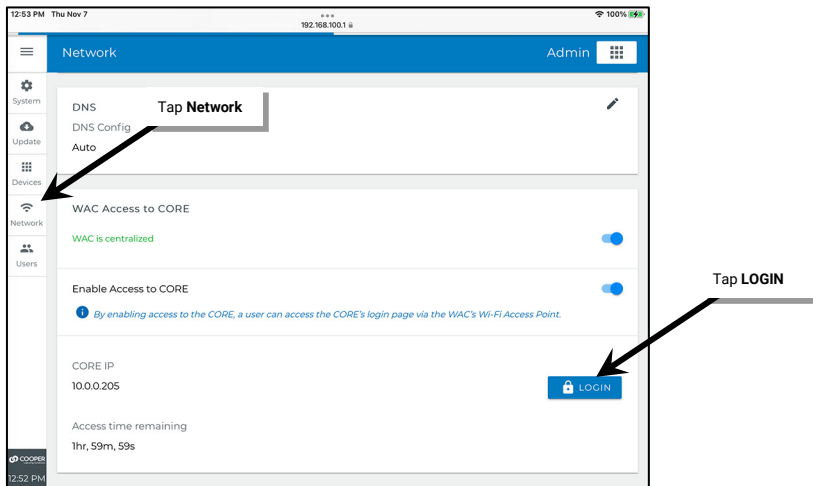 12:53 PM Thu Nov 7
100%
192.168.100.1
Network
Admin
System
Update
Devices
Network
Users
DNS
Tap Network
DNS Config
Auto
WAC Access to CORE
WAC is centralized
Enable Access to CORE
By enabling access to the CORE, a user can access the CORE's login page via the WAC's Wi-Fi Access Point.
Tap LOGIN
CORE IP
10.0.0.205
LOGIN
Access time remaining
1hr, 59m, 59s
COOPER
12:52 PM